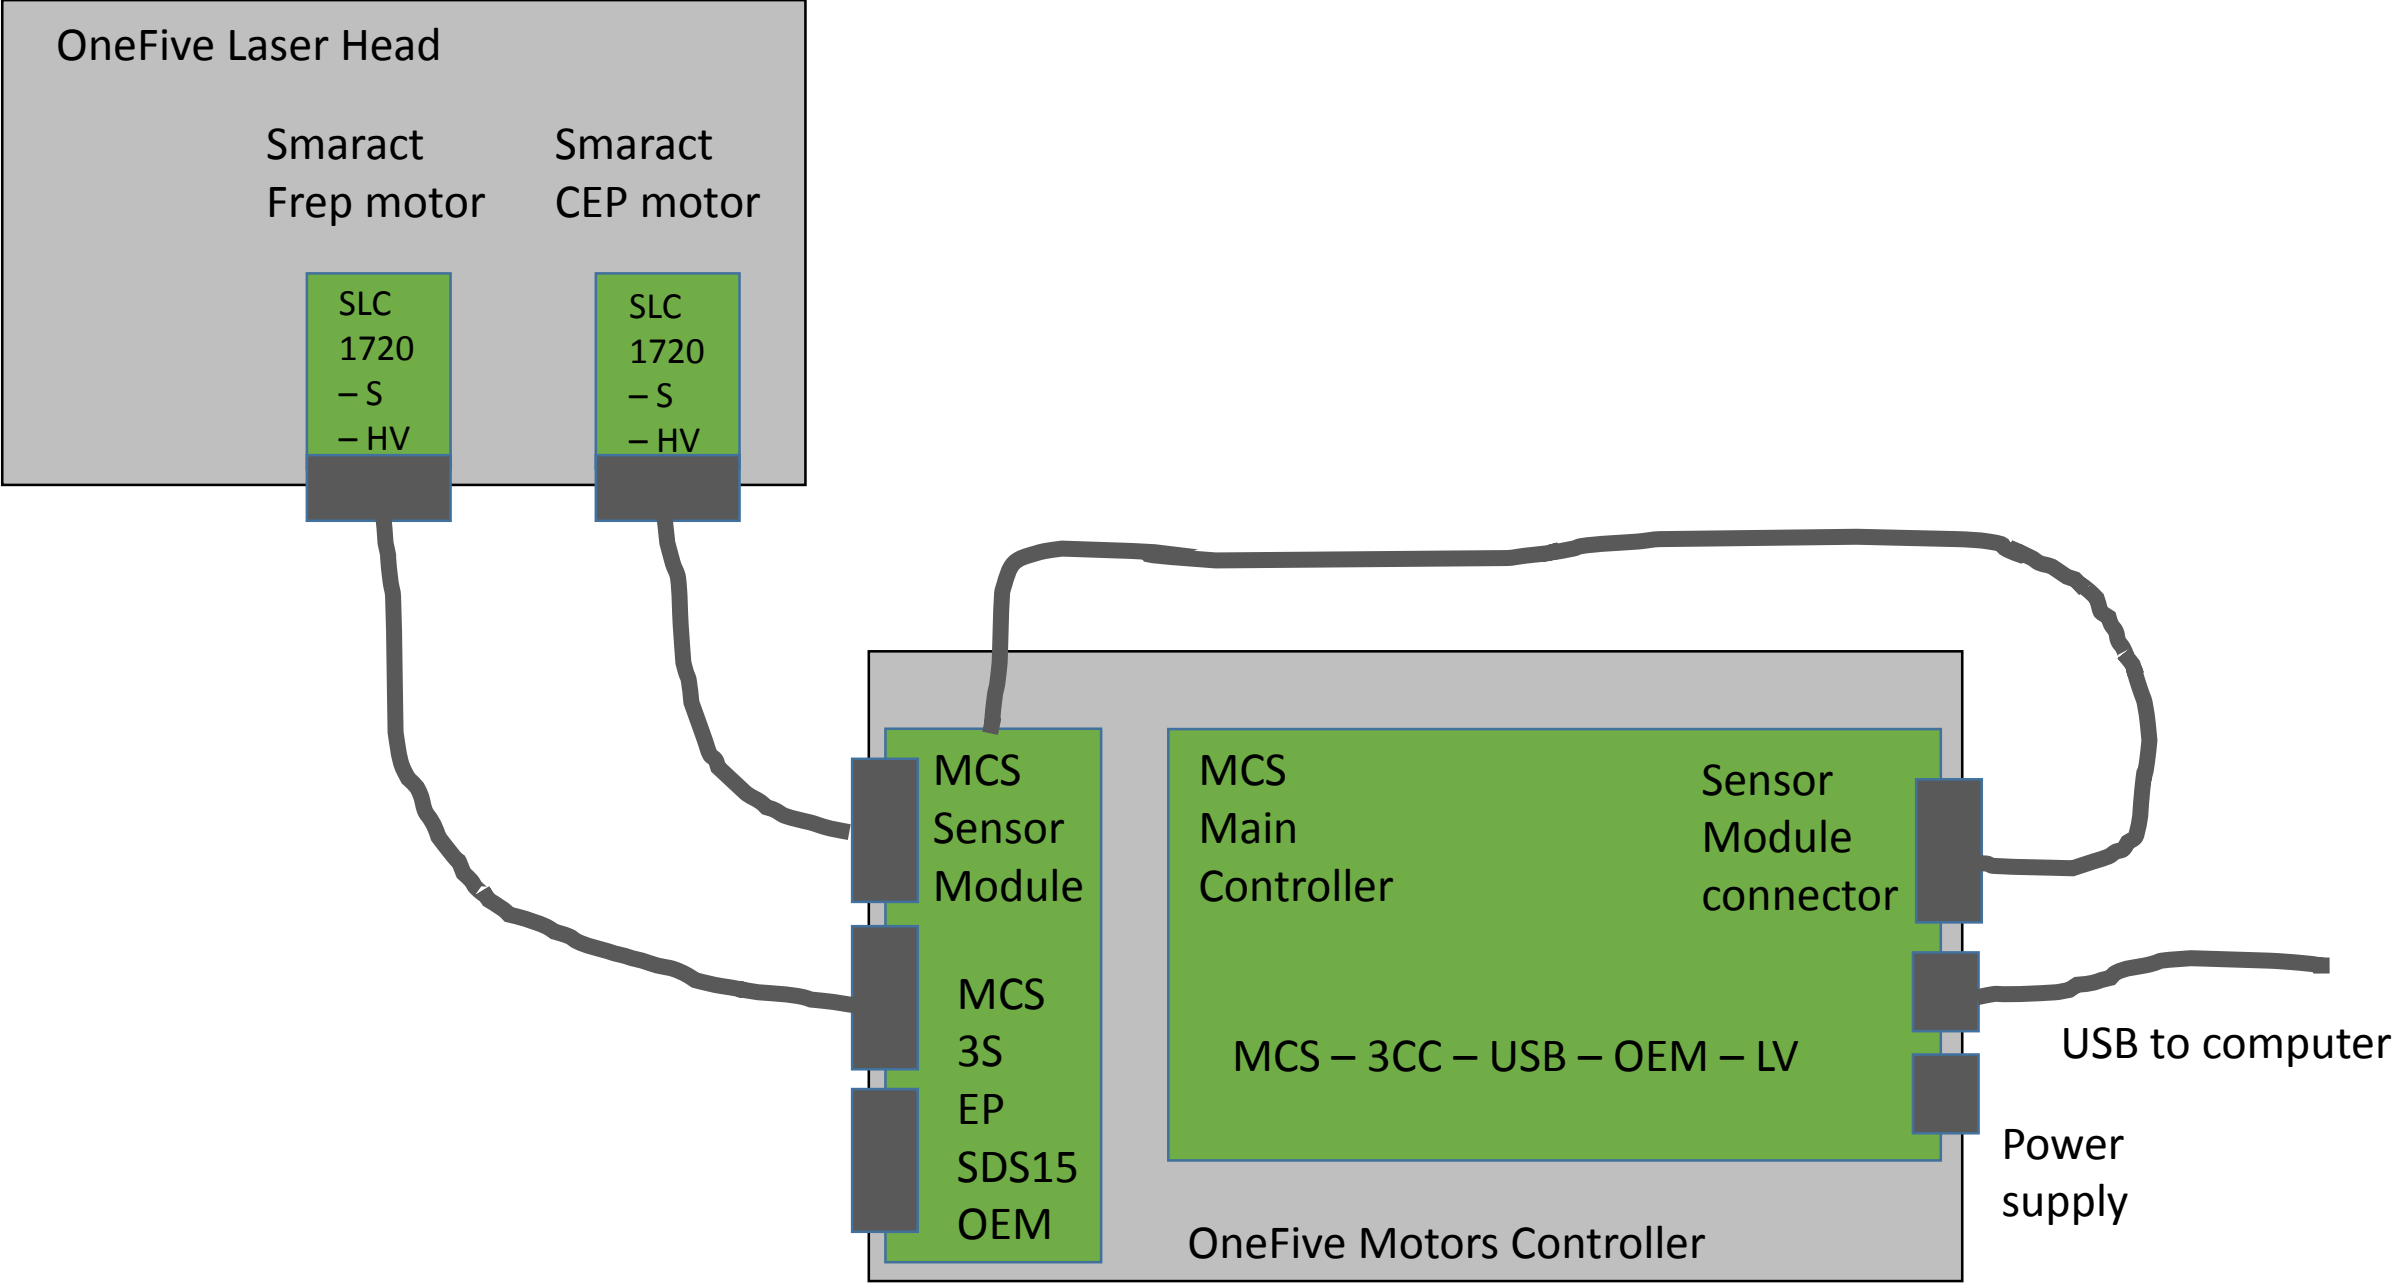 OneFive Laser Head
Smaract
Frep motor
Smaract
CEP motor
SLC
1720
– S
– HV
SLC
1720
– S
– HV
MCS
Sensor
Module
MCS
3S
EP
SDS15
OEM
MCS
Main
Controller
Sensor
Module
connector
MCS – 3CC – USB – OEM – LV
USB to computer
Power
supply
OneFive Motors Controller